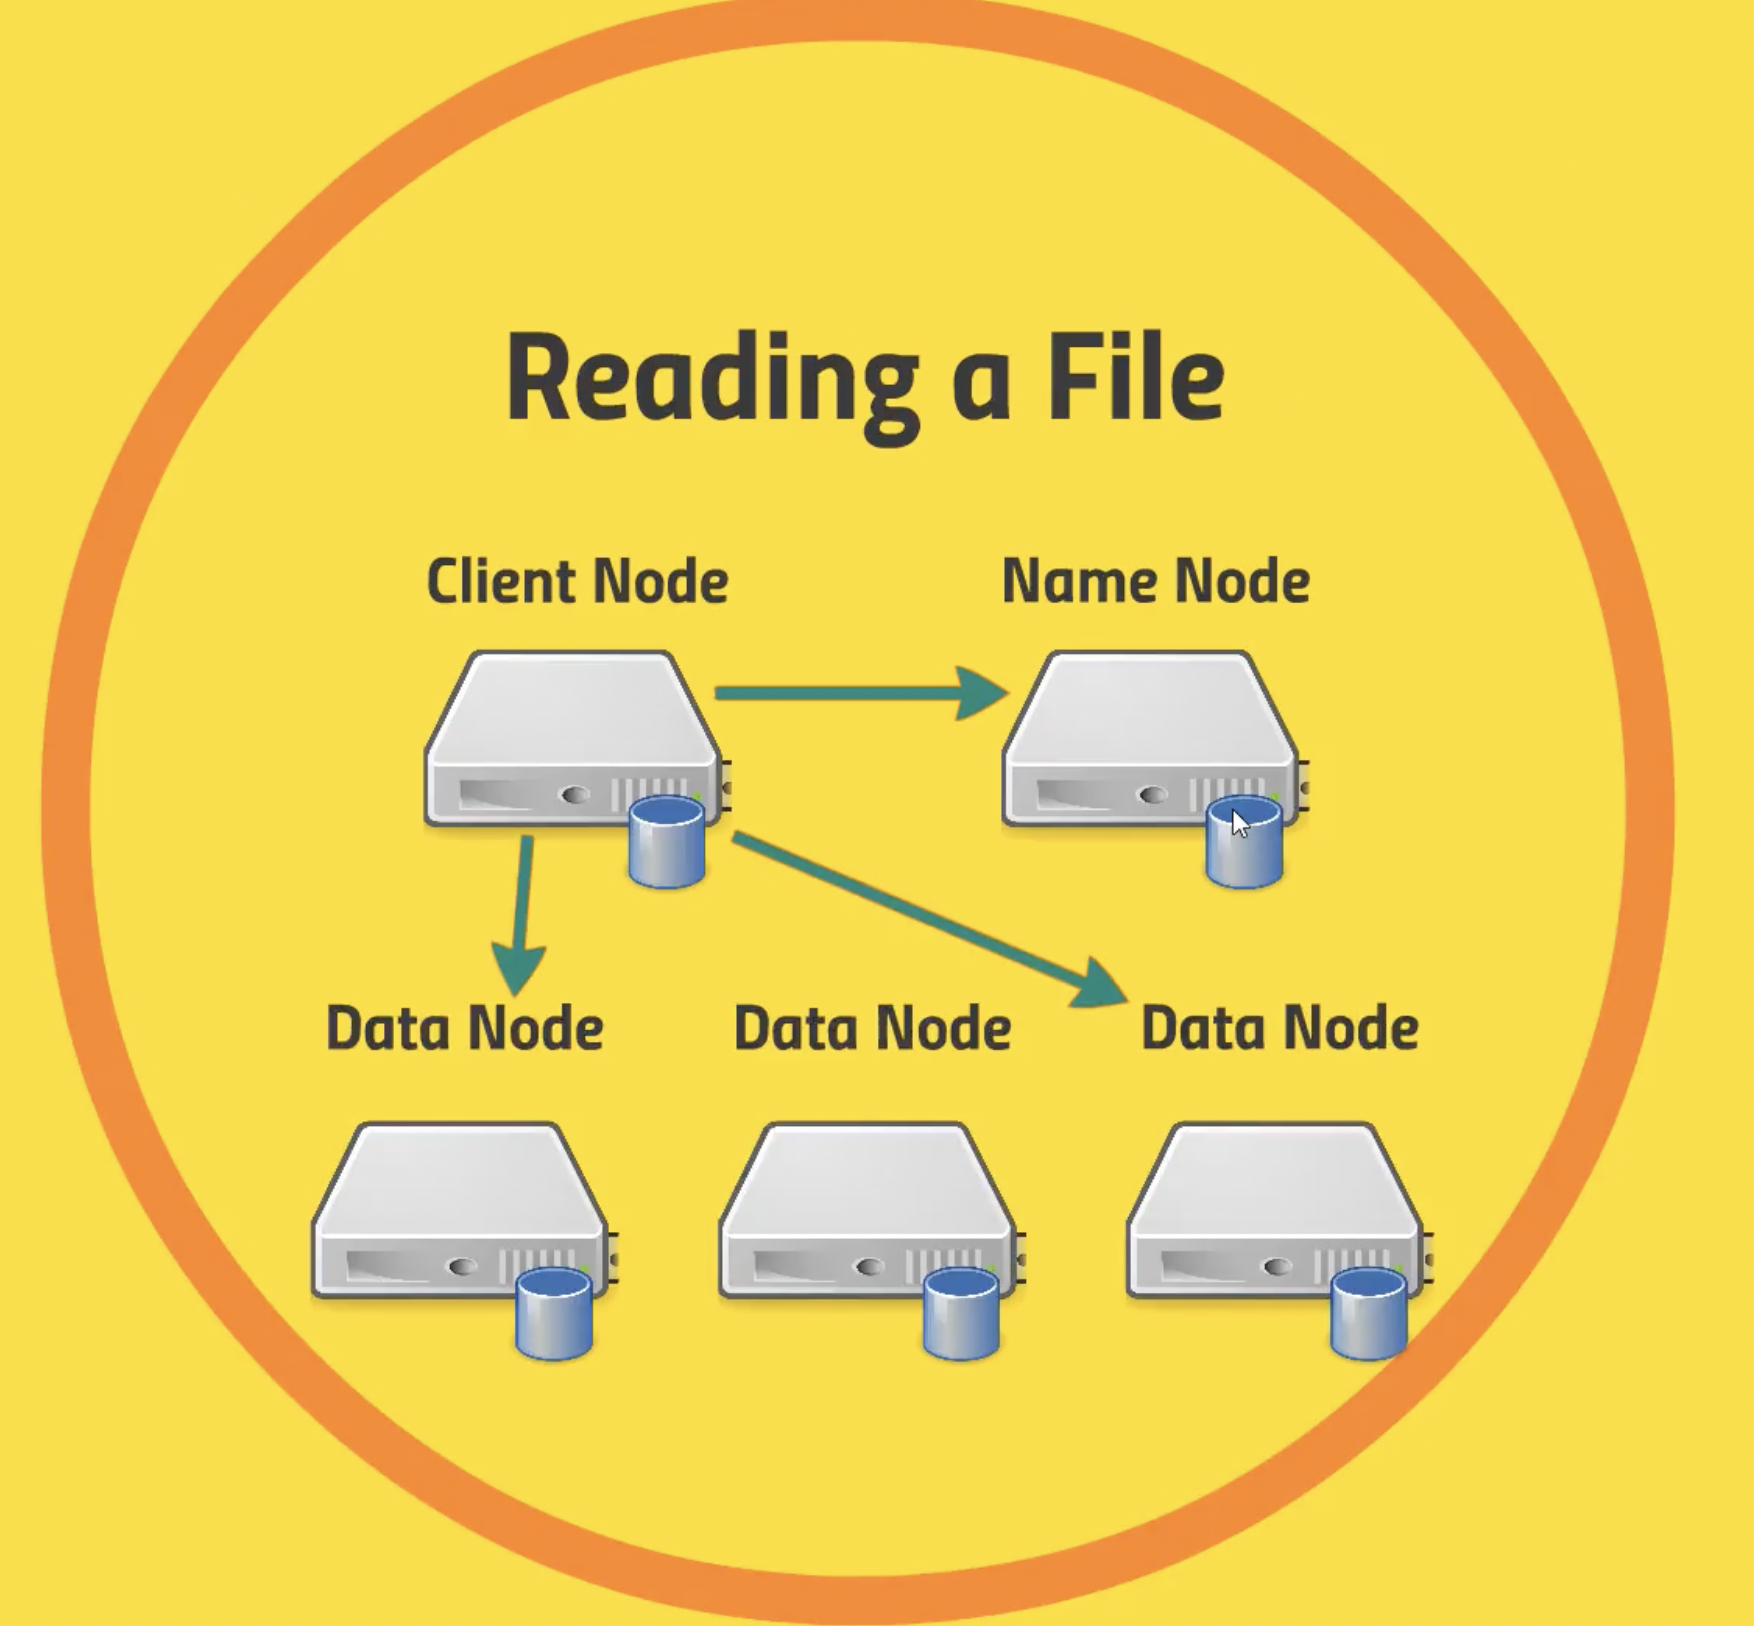 Reading a File
Client Node
Name Node
Data Node
Data Node
Data Node